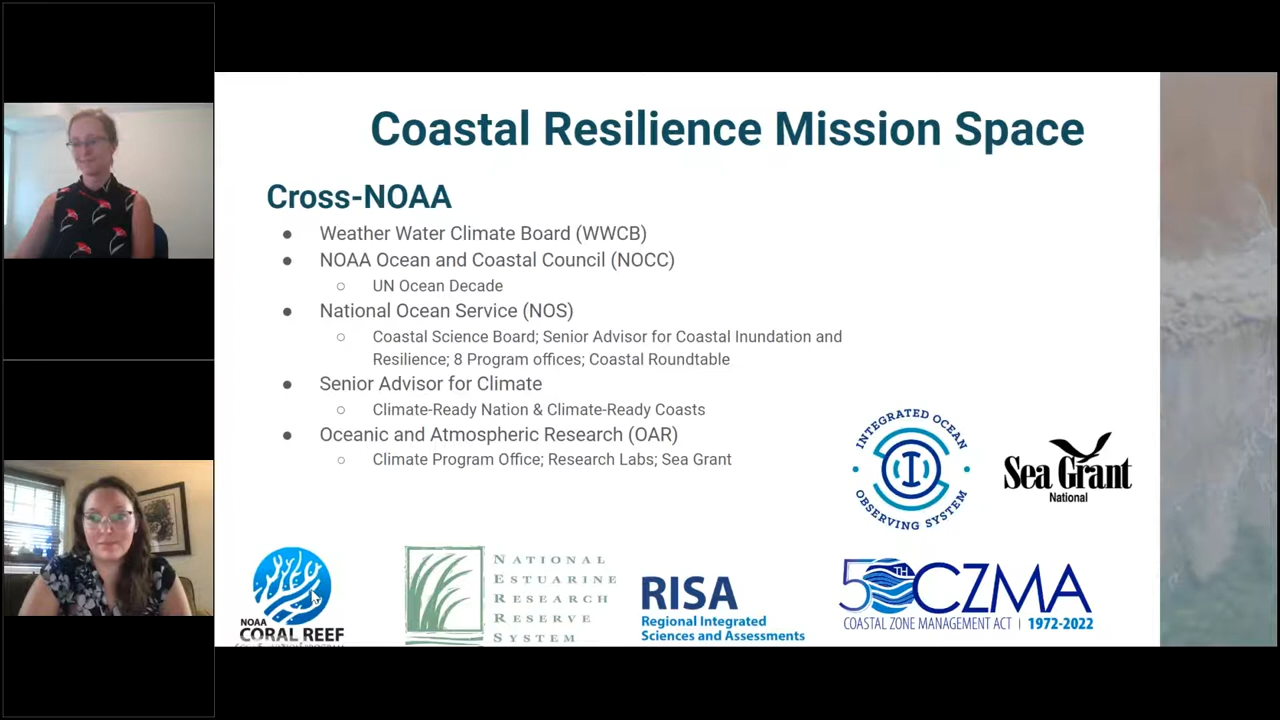 Coastal Resilience Mission Space
Cross-NOAA
● Weather Water Climate Board (WWCB)
● NOAA Ocean and Coastal Council (NOCC)
○ UN Ocean Decade
● National Ocean Service (NOS)
○ Coastal Science Board; Senior Advisor for Coastal Inundation and
Resilience; 8 Program offices; Coastal Roundtable
● Senior Advisor for Climate
○ Climate-Ready Nation & Climate-Ready Coasts
● Oceanic and Atmospheric Research (OAR)
○ Climate Program Office; Research Labs; Sea Grant
INTEGRATED OCEAN
OBSERVING SYSTEM
Sea Grant
National
NOAA
CORAL REEF
NATIONAL
ESTUARINE
RESEARCH
RESERVE
SYSTEM
RISA
Regional Integrated
Sciences and Assessments
50TH CZMA
COASTAL ZONE MANAGEMENT ACT | 1972-2022